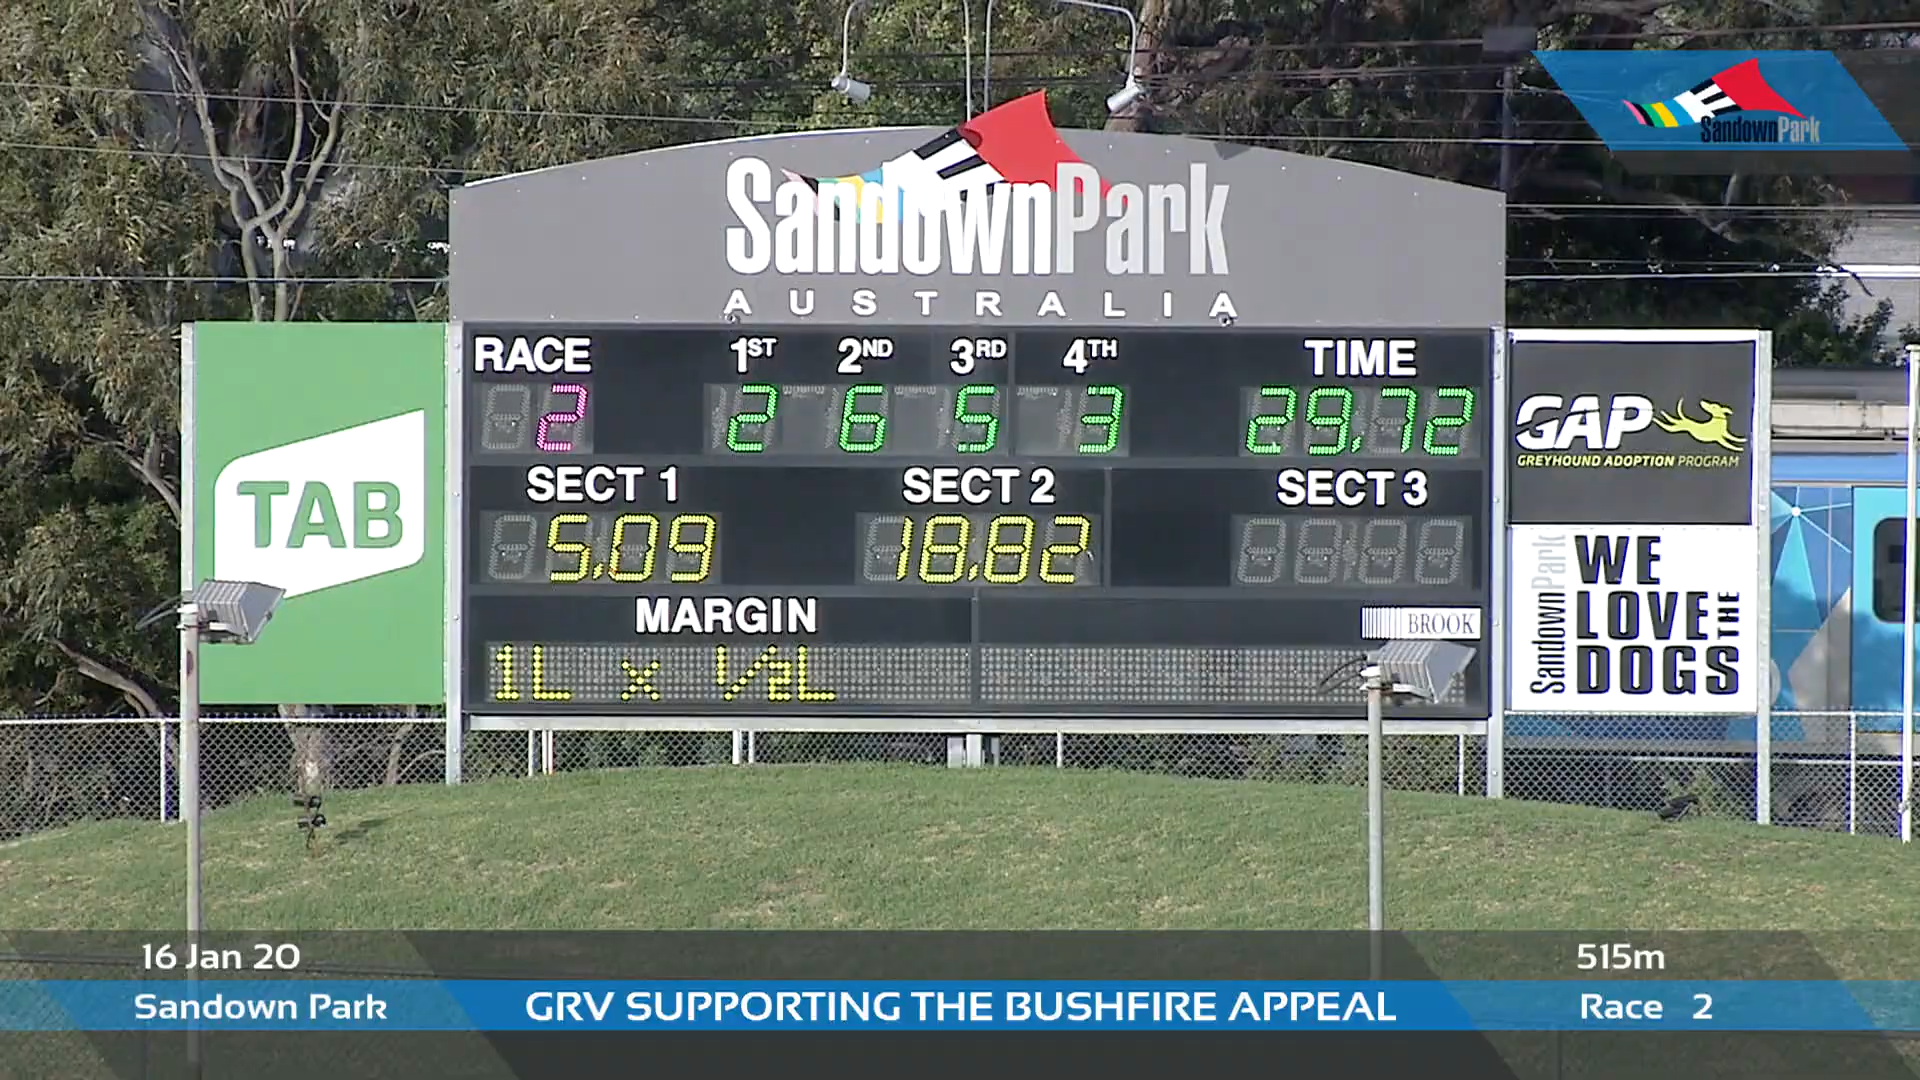 SandownPark
SandownPark
AUSTRALIA
RACE 1ST 2ND 3RD 4TH TIME
2 2 6 5 3 29.72
SECT 1 SECT 2 SECT 3
5.09 18.82
MARGIN
BROOK
1L x 1/2L
TAB
GAP
GREYHOUND ADOPTION PROGRAM
SandownPark
WE
LOVE THE
DOGS
16 Jan 20
515m
Sandown Park
GRV SUPPORTING THE BUSHFIRE APPEAL
Race 2